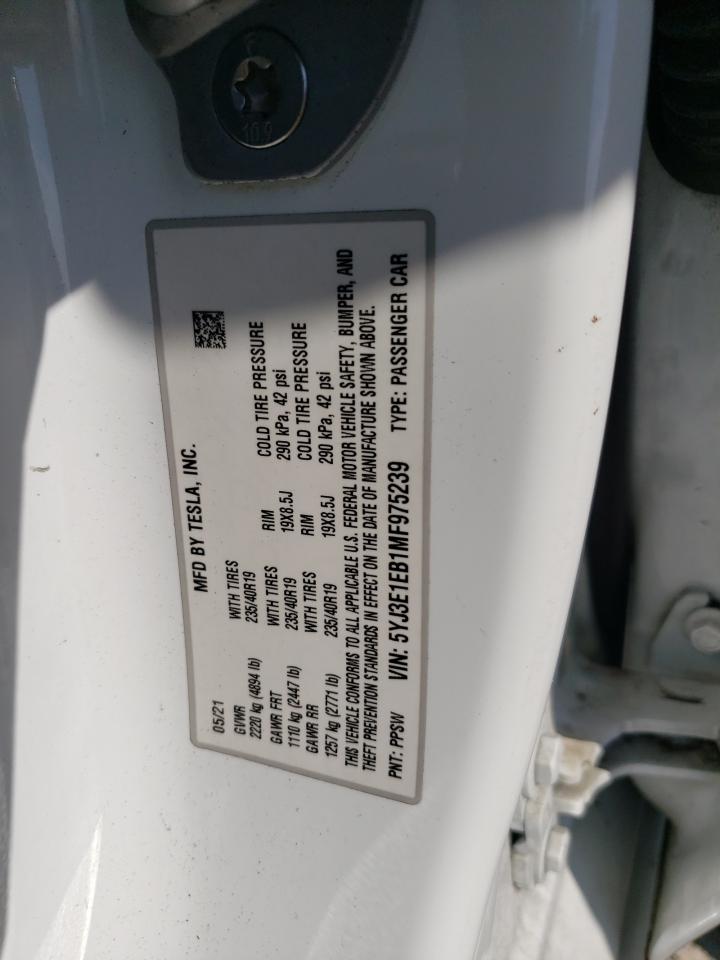 10.9
MFD BY TESLA, INC.
05/21
GVWR WITH TIRES RIM COLD TIRE PRESSURE
2220 kg (4894 lb) 235/40R19 19X8.5J 290 kPa, 42 psi
GAWR FRT WITH TIRES RIM COLD TIRE PRESSURE
1110 kg (2447 lb) 235/40R19 19X8.5J 290 kPa, 42 psi
GAWR RR WITH TIRES
1257 kg (2771 lb) 235/40R19
THIS VEHICLE CONFORMS TO ALL APPLICABLE U.S. FEDERAL MOTOR VEHICLE SAFETY, BUMPER, AND
THEFT PREVENTION STANDARDS IN EFFECT ON THE DATE OF MANUFACTURE SHOWN ABOVE.
PNT: PPSW VIN: 5YJ3E1EB1MF975239 TYPE: PASSENGER CAR